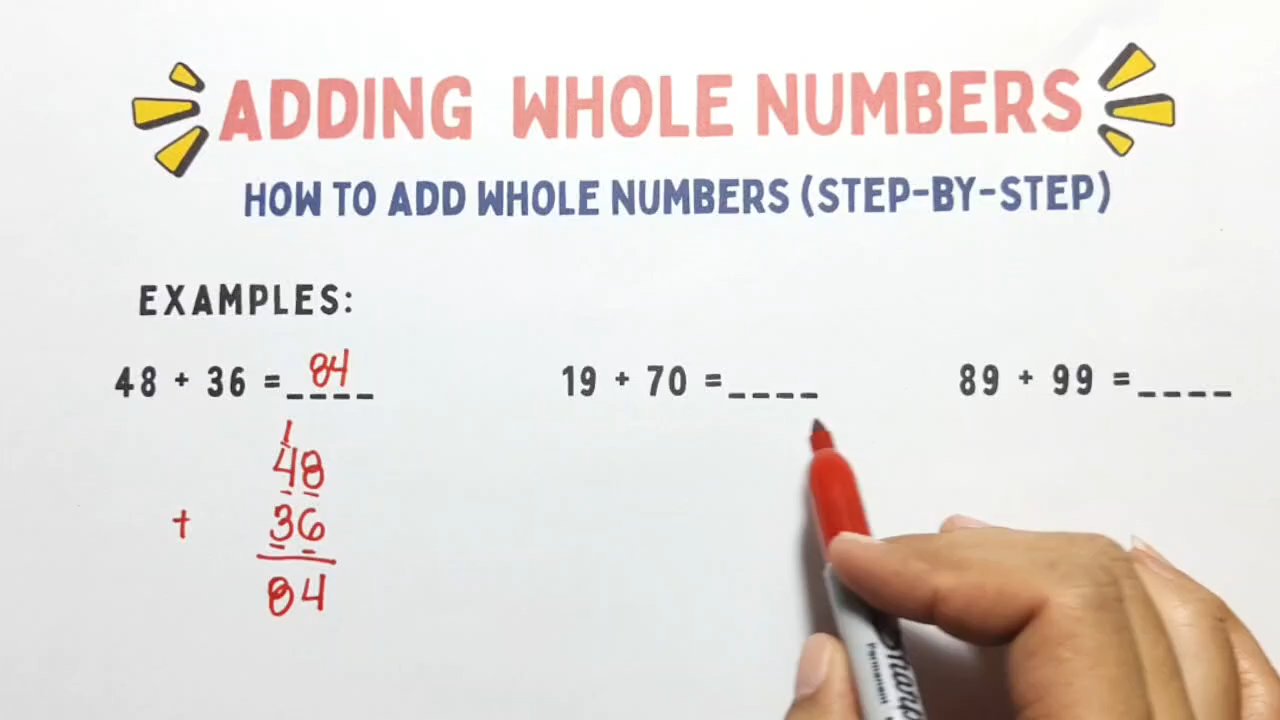 ADDING WHOLE NUMBERS
HOW TO ADD WHOLE NUMBERS (STEP-BY-STEP)
EXAMPLES:
48 + 36 = 84
19 + 70 = ____
89 + 99 = ____
1
48
+ 36
84
Permanent